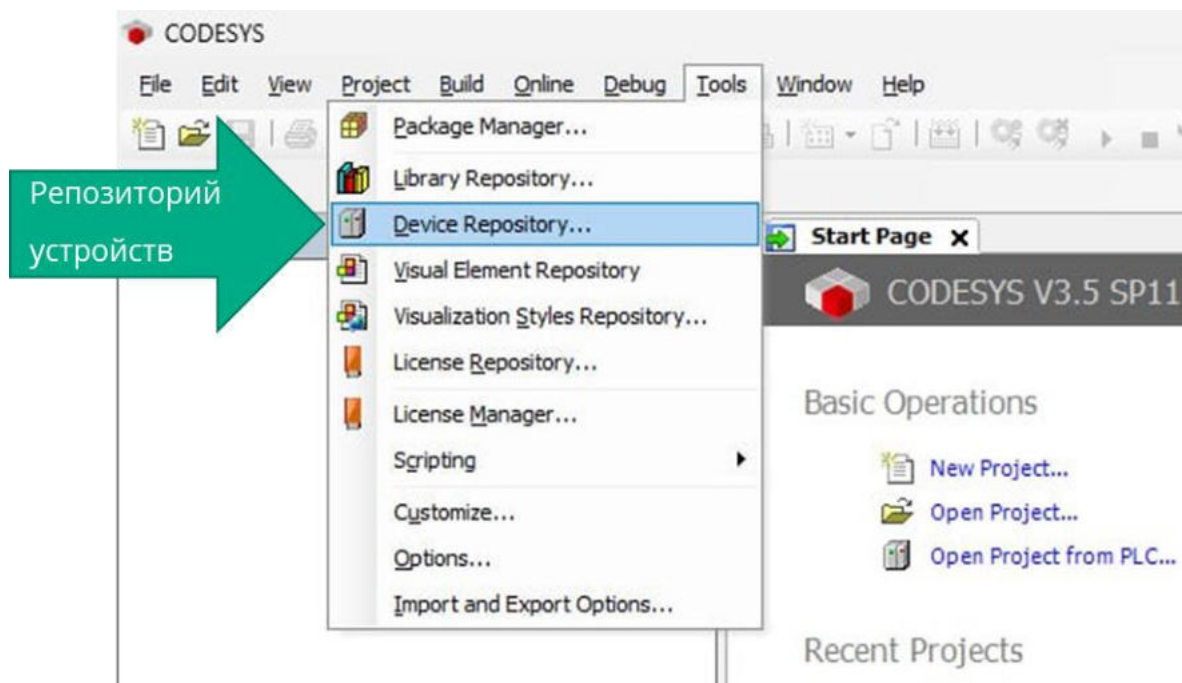 CODESYS
File Edit View Project Build Online Debug Tools Window Help
Package Manager...
Library Repository...
Репозиторий
устройств
Device Repository...
Start Page
Visual Element Repository
CODESYS V3.5 SP11
Visualization Styles Repository...
License Repository...
Basic Operations
License Manager...
Scripting
New Project...
Customize...
Open Project...
Options...
Open Project from PLC...
Import and Export Options...
Recent Projects